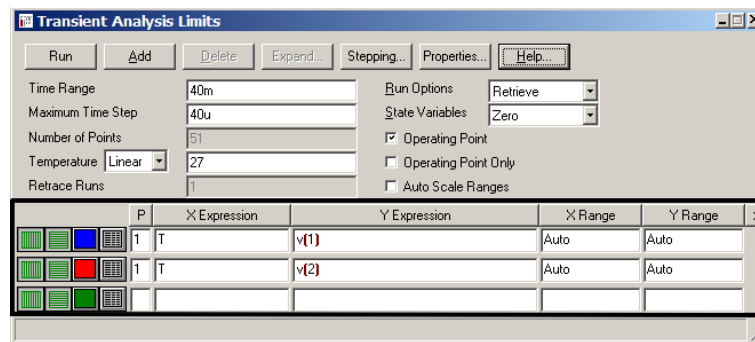 Transient Analysis Limits
Run Add Delete Expand... Stepping... Properties... Help...
Time Range 40m Run Options Retrieve
Maximum Time Step 40u State Variables Zero
Number of Points 51 Operating Point
Temperature Linear 27 Operating Point Only
Retrace Runs 1 Auto Scale Ranges
P X Expression Y Expression X Range Y Range
1 T v(1) Auto Auto
1 T v(2) Auto Auto